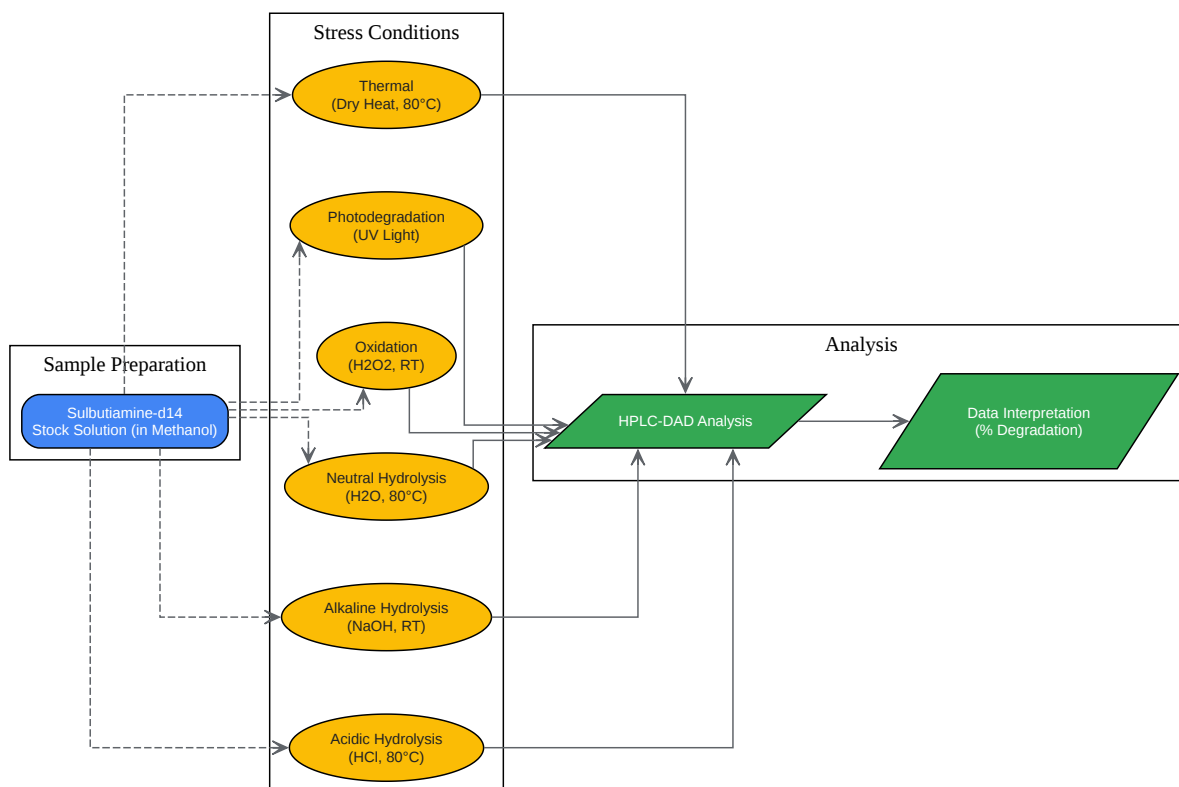 Stress Conditions
Thermal
(Dry Heat, 80°C)
Photodegradation
(UV Light)
Oxidation
(H2O2, RT)
Neutral Hydrolysis
(H2O, 80°C)
Alkaline Hydrolysis
(NaOH, RT)
Acidic Hydrolysis
(HCl, 80°C)
Sample Preparation
Sulbutiamine-d14
Stock Solution (in Methanol)
Analysis
HPLC-DAD Analysis
Data Interpretation
(% Degradation)